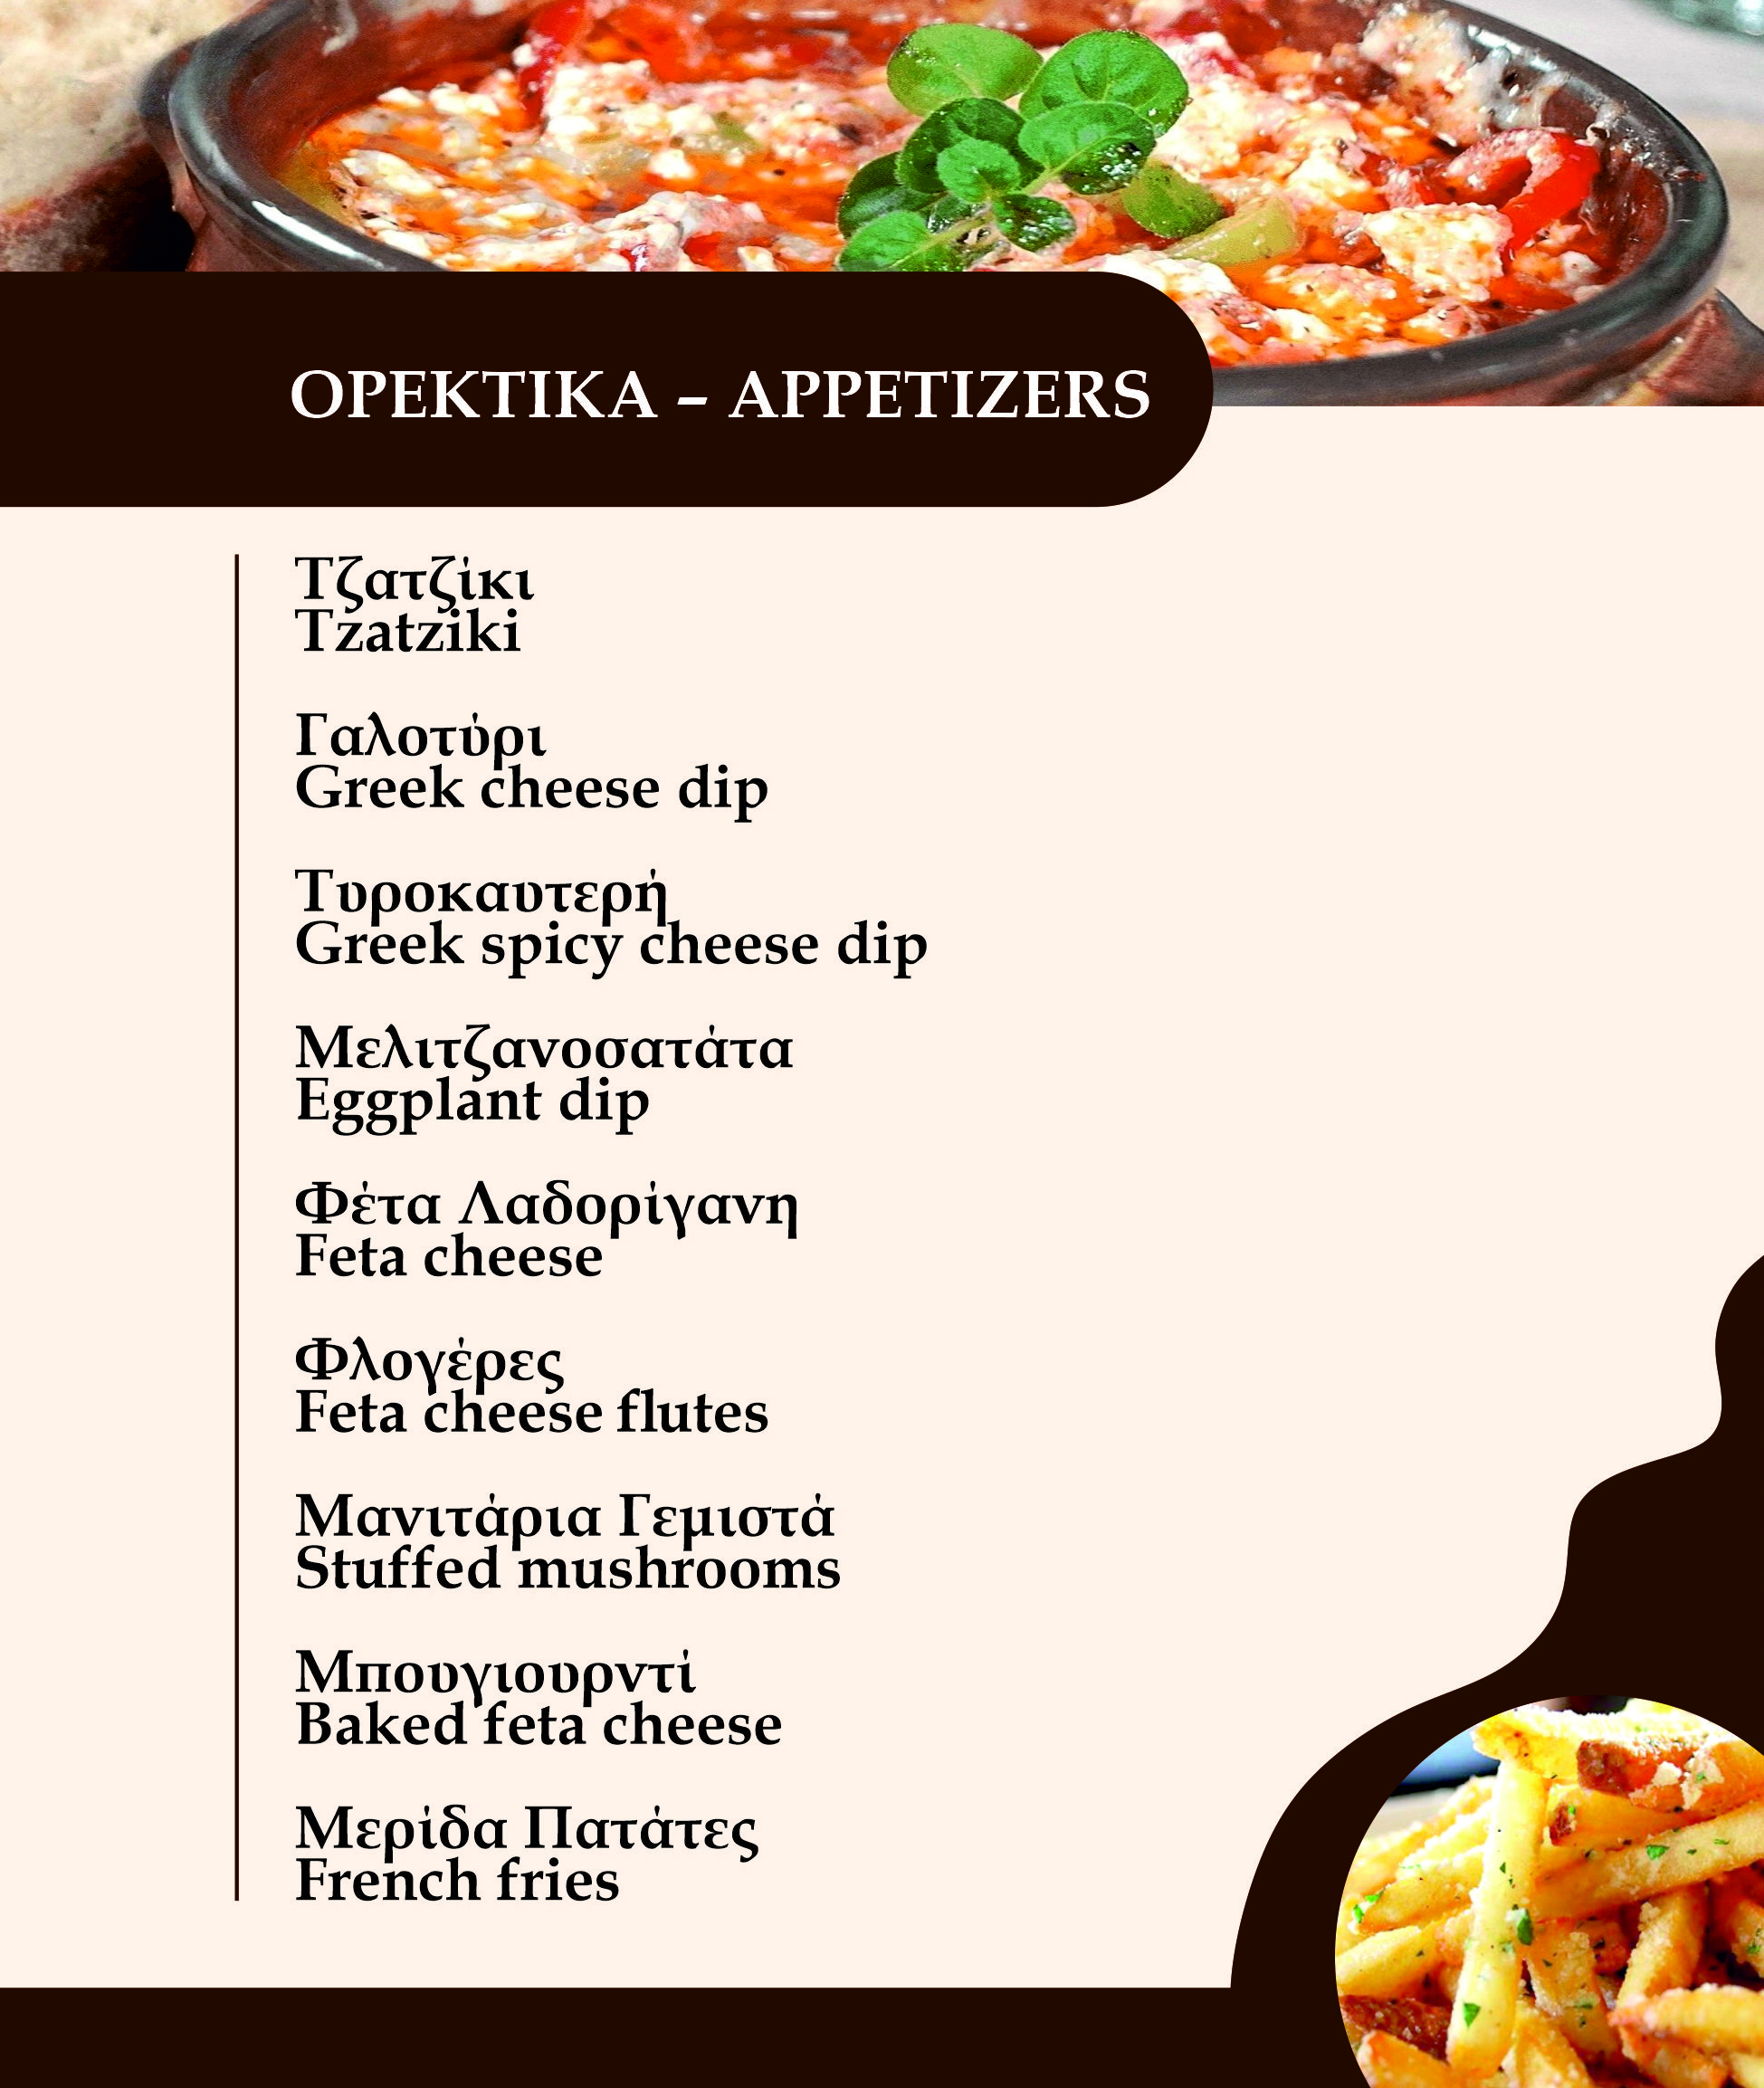 ΟΡΕΚΤΙΚΑ – APPETIZERS
Τζατζίκι
Tzatziki
Γαλοτύρι
Greek cheese dip
Τυροκαυτερή
Greek spicy cheese dip
Μελιτζανοσατάτα
Eggplant dip
Φέτα Λαδορίγανη
Feta cheese
Φλογέρες
Feta cheese flutes
Μανιτάρια Γεμιστά
Stuffed mushrooms
Μπουγιουρντί
Baked feta cheese
Μερίδα Πατάτες
French fries